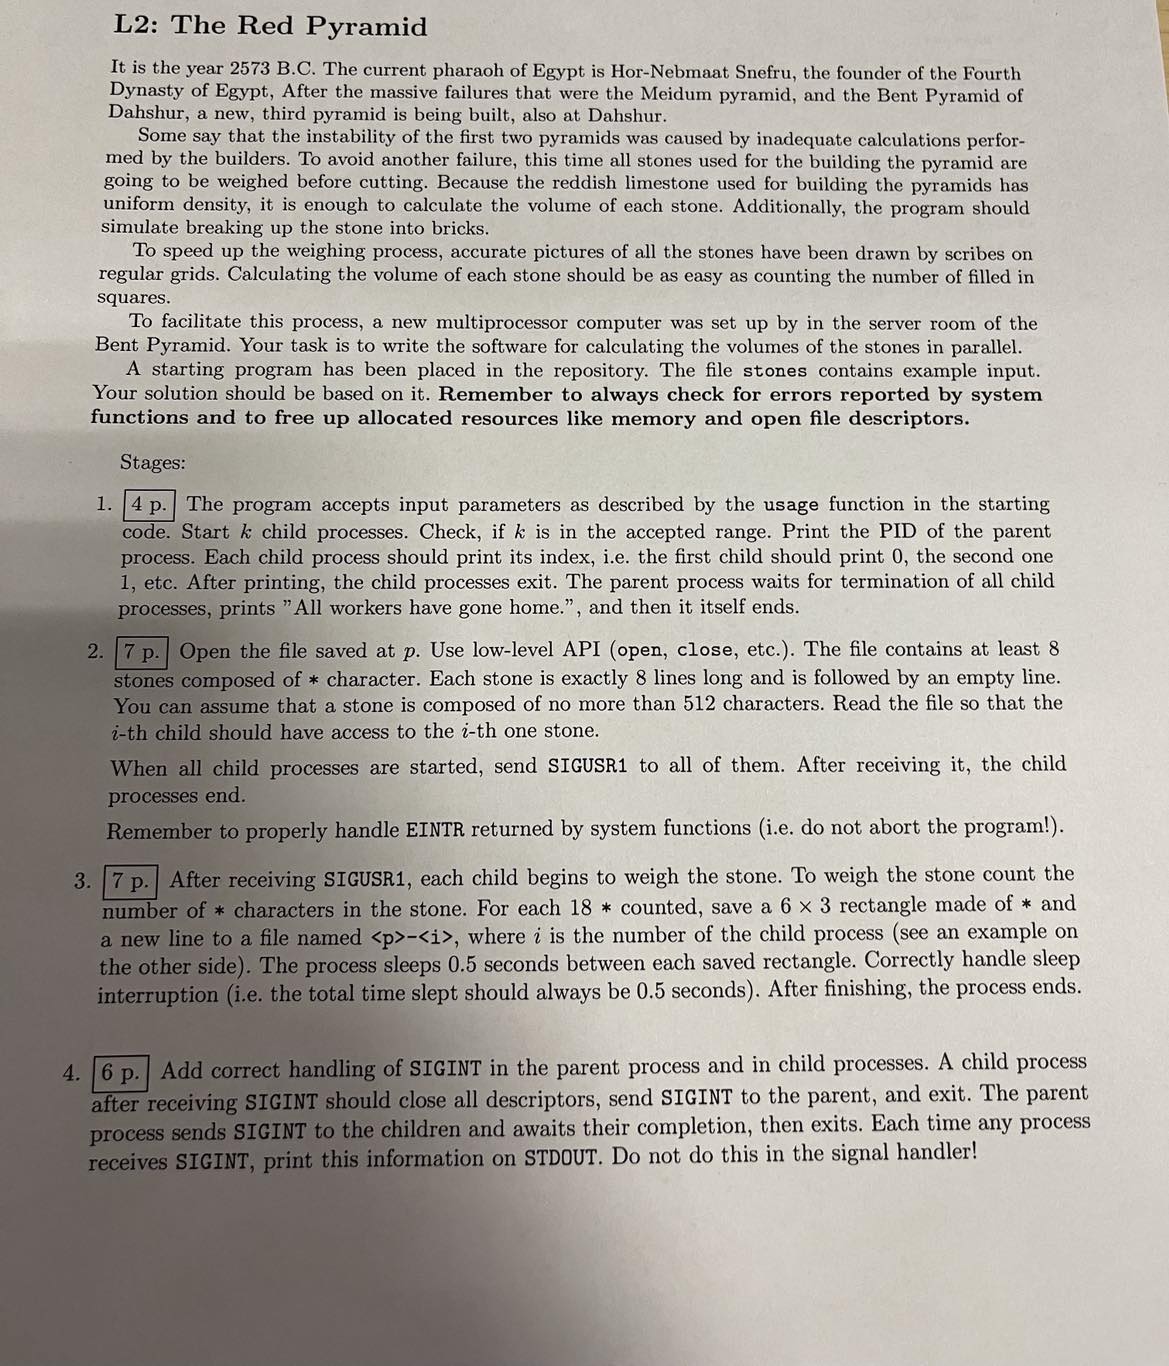 L2: The Red Pyramid
It is the year 2573 B.C. The current pharaoh of Egypt is Hor-Nebmaat Snefru, the founder of the Fourth
Dynasty of Egypt, After the massive failures that were the Meidum pyramid, and the Bent Pyramid of
Dahshur, a new, third pyramid is being built, also at Dahshur.
Some say that the instability of the first two pyramids was caused by inadequate calculations perfor-
med by the builders. To avoid another failure, this time all stones used for the building the pyramid are
going to be weighed before cutting. Because the reddish limestone used for building the pyramids has
uniform density, it is enough to calculate the volume of each stone. Additionally, the program should
simulate breaking up the stone into bricks.
To speed up the weighing process, accurate pictures of all the stones have been drawn by scribes on
regular grids. Calculating the volume of each stone should be as easy as counting the number of filled in
squares.
To facilitate this process, a new multiprocessor computer was set up by in the server room of the
Bent Pyramid. Your task is to write the software for calculating the volumes of the stones in parallel.
A starting program has been placed in the repository. The file stones contains example input.
Your solution should be based on it. Remember to always check for errors reported by system
functions and to free up allocated resources like memory and open file descriptors.
Stages:
1. 4 p. The program accepts input parameters as described by the usage function in the starting
code. Start k child processes. Check, if k is in the accepted range. Print the PID of the parent
process. Each child process should print its index, i.e. the first child should print 0, the second one
1, etc. After printing, the child processes exit. The parent process waits for termination of all child
processes, prints ”All workers have gone home.”, and then it itself ends.
2. 7 p. Open the file saved at p. Use low-level API (open, close, etc.). The file contains at least 8
stones composed of * character. Each stone is exactly 8 lines long and is followed by an empty line.
You can assume that a stone is composed of no more than 512 characters. Read the file so that the
i-th child should have access to the i-th one stone.
When all child processes are started, send SIGUSR1 to all of them. After receiving it, the child
processes end.
Remember to properly handle EINTR returned by system functions (i.e. do not abort the program!).
3. 7 p. After receiving SIGUSR1, each child begins to weigh the stone. To weigh the stone count the
number of * characters in the stone. For each 18 * counted, save a 6 × 3 rectangle made of * and
a new line to a file named <p>-<i>, where i is the number of the child process (see an example on
the other side). The process sleeps 0.5 seconds between each saved rectangle. Correctly handle sleep
interruption (i.e. the total time slept should always be 0.5 seconds). After finishing, the process ends.
4. 6 p. Add correct handling of SIGINT in the parent process and in child processes. A child process
after receiving SIGINT should close all descriptors, send SIGINT to the parent, and exit. The parent
process sends SIGINT to the children and awaits their completion, then exits. Each time any process
receives SIGINT, print this information on STDOUT. Do not do this in the signal handler!